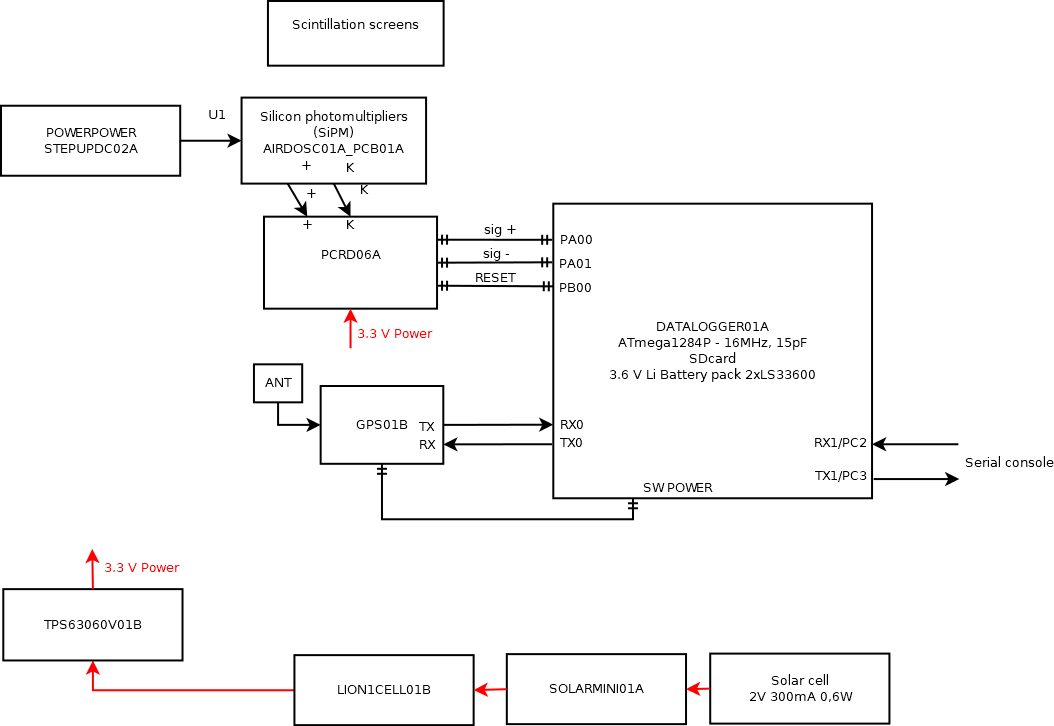 Scintillation screens
U1
POWERPOWER
STEPUPDC02A
Silicon photomultipliers
(SiPM)
AIRDOSC01A_PCB01A
+ K
+ K
+ K
PCRD06A
sig +
sig -
RESET
PA00
PA01
PB00
3.3 V Power
DATALOGGER01A
ATmega1284P - 16MHz, 15pF
SDcard
3.6 V Li Battery pack 2xLS33600
ANT
GPS01B
TX
RX
RX0
TX0
RX1/PC2
TX1/PC3
Serial console
SW POWER
3.3 V Power
TPS63060V01B
LION1CELL01B
SOLARMINI01A
Solar cell
2V 300mA 0,6W